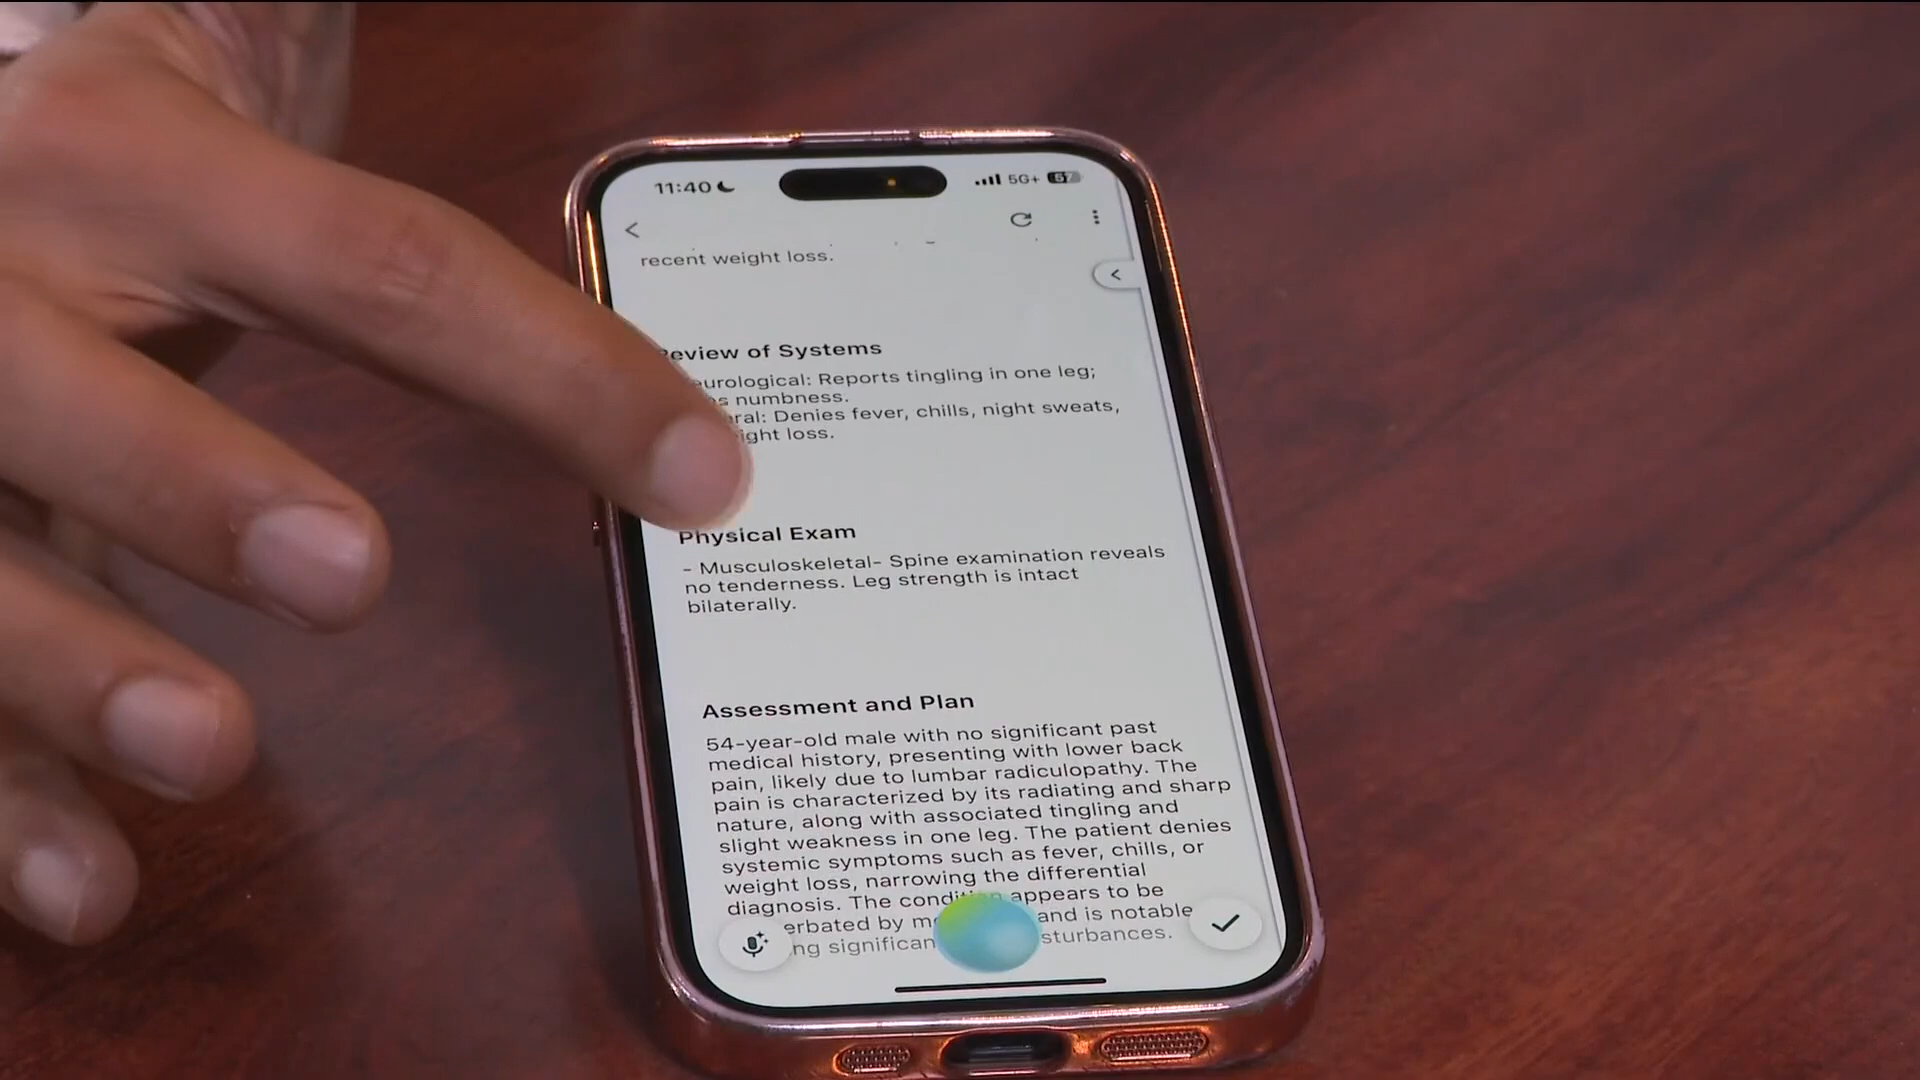 11:40
5G+ 57
recent weight loss.
Review of Systems
eurological: Reports tingling in one leg;
es numbness.
ral: Denies fever, chills, night sweats,
ight loss.
Physical Exam
- Musculoskeletal- Spine examination reveals
no tenderness. Leg strength is intact
bilaterally.
Assessment and Plan
54-year-old male with no significant past
medical history, presenting with lower back
pain, likely due to lumbar radiculopathy. The
pain is characterized by its radiating and sharp
nature, along with associated tingling and
slight weakness in one leg. The patient denies
systemic symptoms such as fever, chills, or
weight loss, narrowing the differential
diagnosis. The condition appears to be
erbated by m and is notable
ng significan sturbances.